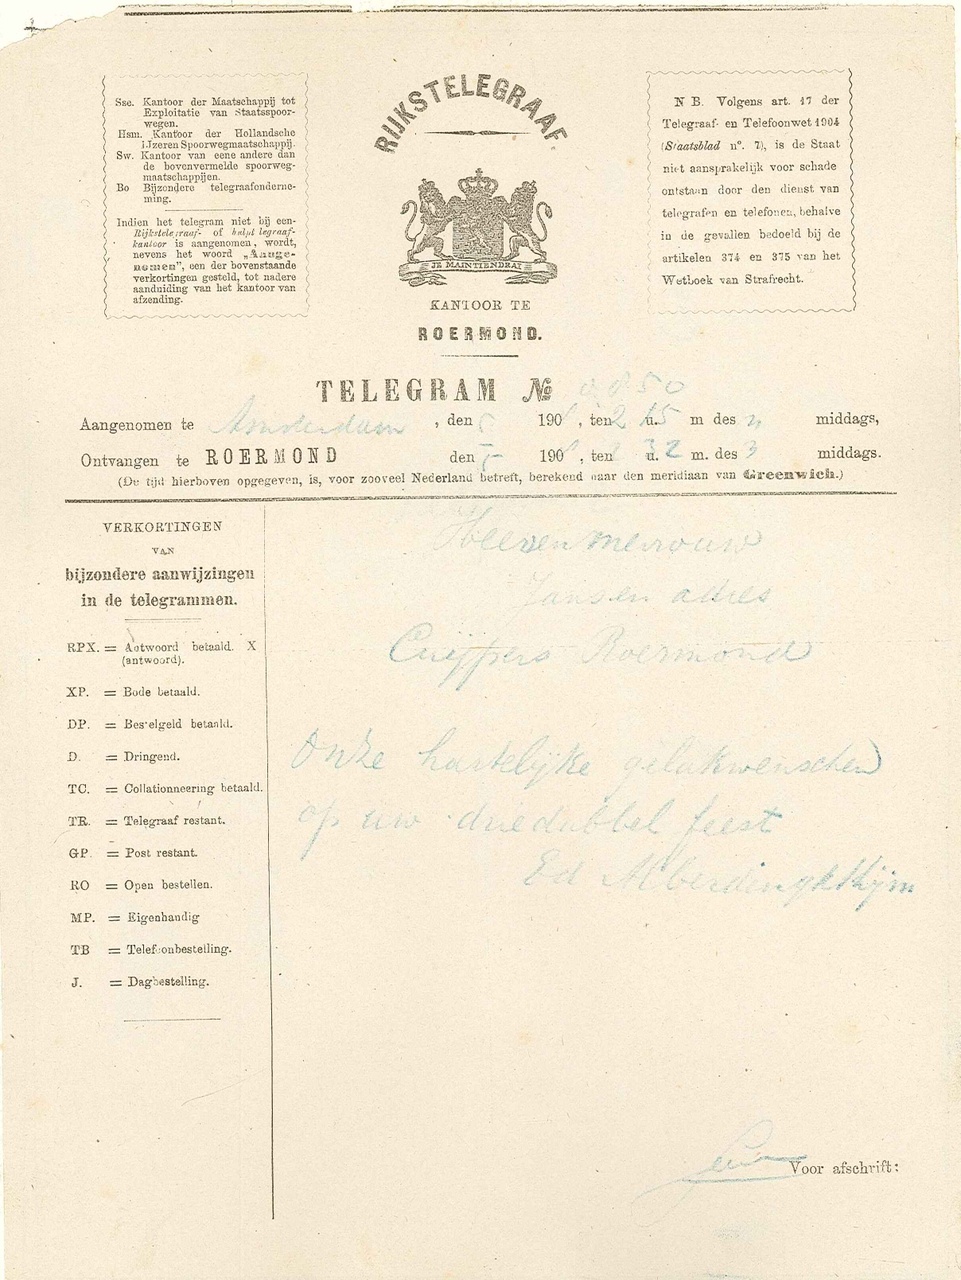 Sse. Kantoor der Maatschappij tot
Exploitatie van Staatsspoor-
wegen.
Hsm. Kantoor der Hollandsche
IJzeren Spoorwegmaatschappij.
Sw. Kantoor van eene andere dan
de bovenvermelde spoorweg-
maatschappijen.
Bo Bijzondere telegraafonderne-
ming.
Indien het telegram niet bij een
Rijkstelegraaf- of hulptelegraaf-
kantoor is aangenomen, wordt,
nevens het woord „Aange-
nomen”, een der bovenstaande
verkortingen gesteld, tot nadere
aanduiding van het kantoor van
afzending.
RIJKSTELEGRAAF
JE MAINTIENDRAI
KANTOOR TE
ROERMOND.
N B. Volgens art. 17 der
Telegraaf- en Telefoonwet 1904
(Staatsblad n°. 7), is de Staat
niet aansprakelijk voor schade
ontstaan door den dienst van
telegrafen en telefonen, behalve
in de gevallen bedoeld bij de
artikelen 374 en 375 van het
Wetboek van Strafrecht.
TELEGRAM №
Aangenomen te Amsterdam, den 190 , ten 2 u. 15 m des middags,
Ontvangen te ROERMOND den 190 , ten u. 32 m. des middags.
(De tijd hierboven opgegeven, is, voor zooveel Nederland betreft, berekend naar den meridiaan van Greenwich.)
VERKORTINGEN
VAN
bijzondere aanwijzingen
in de telegrammen.
RPX. = Antwoord betaald. X
(antwoord).
XP. = Bode betaald.
DP. = Bestelgeld betaald.
D. = Dringend.
TC. = Collationneering betaald.
TR. = Telegraaf restant.
GP. = Post restant.
RO = Open bestellen.
MP. = Eigenhandig
TB = Telefoonbestelling.
J. = Dagbestelling.
mevrouw
Jansen adres
Cuijpers Roermond
Onze hartelijke gelukwenschen
op uw driedubbel feest
Ed Alberdingk Thijm
Voor afschrift: